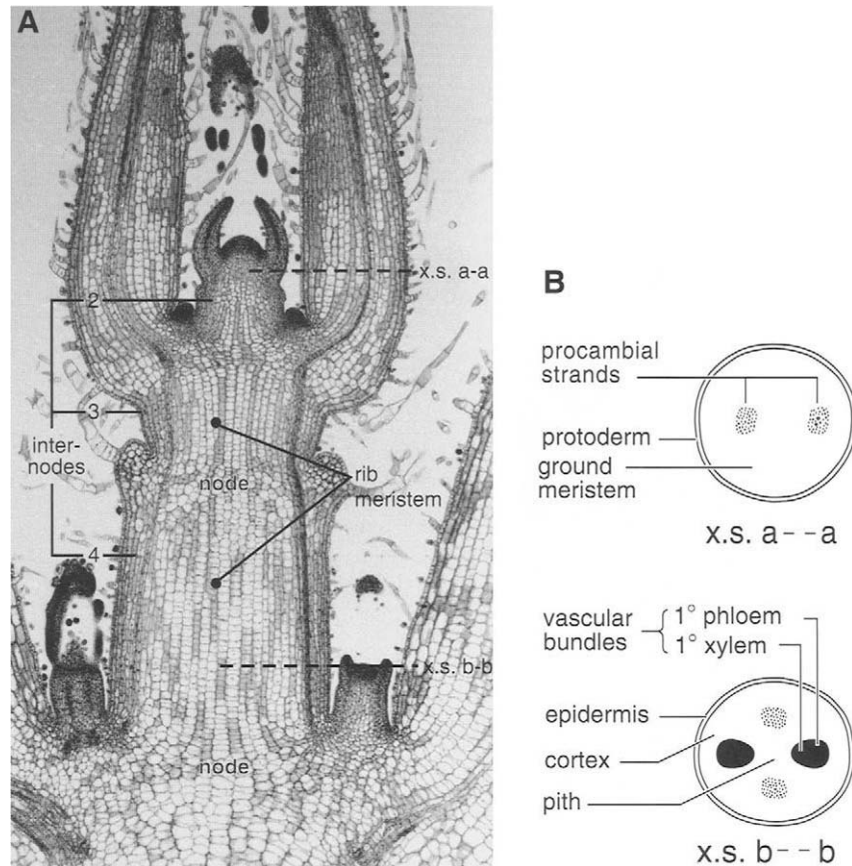 A
x.s. a-a
2
3
inter-
nodes
node
rib
meristem
4
x.s. b-b
node
B
procambial
strands
protoderm
ground
meristem
x.s. a--a
vascular
bundles
1° phloem
1° xylem
epidermis
cortex
pith
x.s. b--b